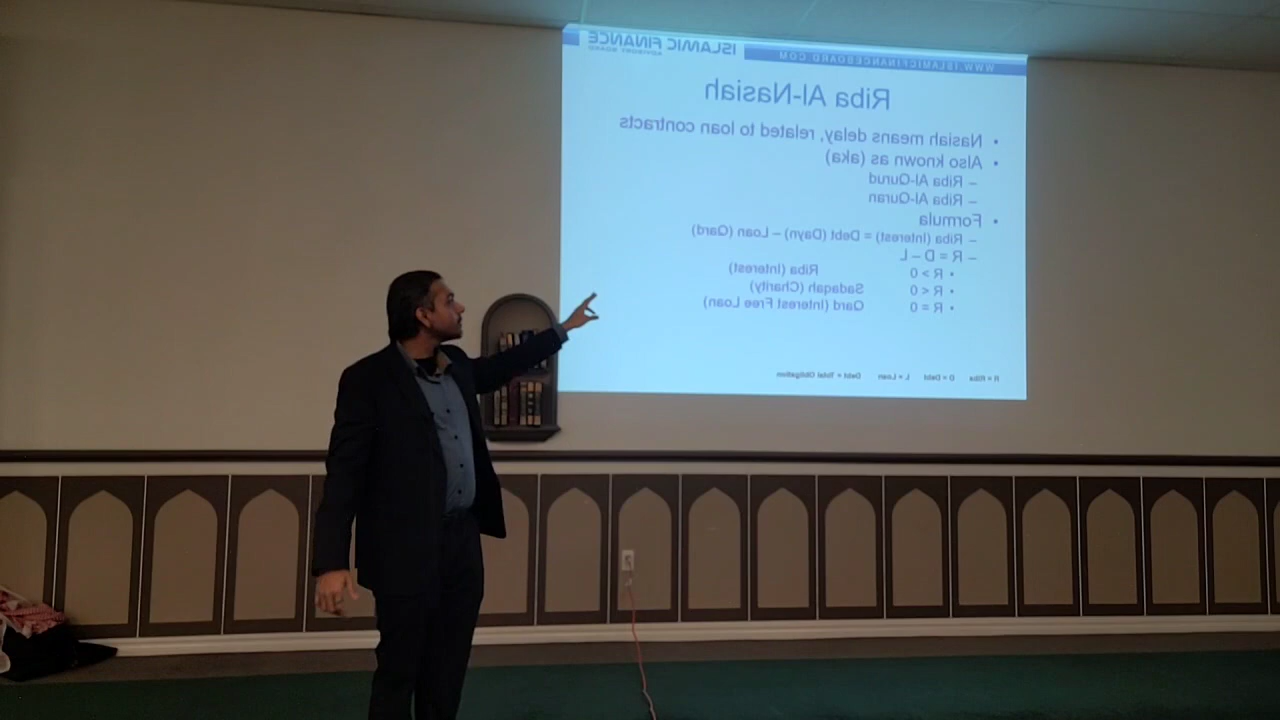 ISLAMIC FINANCE
ADVISORY BOARD
WWW.ISLAMICFINANCEBOARD.COM
Riba Al-Nasiah
• Nasiah means delay, related to loan contracts
• Also known as (aka)
– Riba Al-Qurud
– Riba Al-Quran
• Formula
– Riba (Interest) = Debt (Dayn) – Loan (Qard)
– R = D – L
• R > 0 Riba (Interest)
• R < 0 Sadaqah (Charity)
• R = 0 Qard (Interest Free Loan)
R = Riba D = Debt L = Loan Debt = Total Obligation